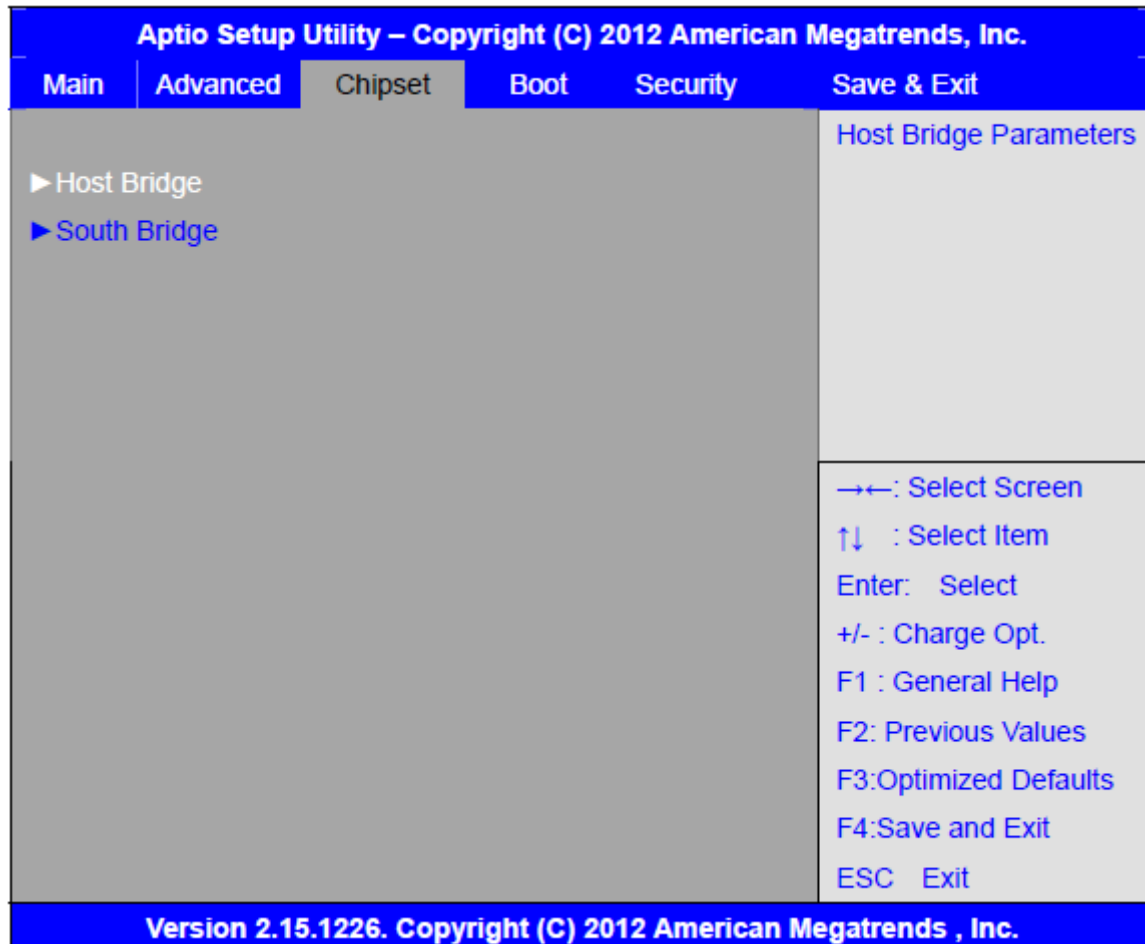 Aptio Setup Utility – Copyright (C) 2012 American Megatrends, Inc.
Main Advanced Chipset Boot Security Save & Exit
►Host Bridge
►South Bridge
Host Bridge Parameters
→←: Select Screen
↑↓ : Select Item
Enter: Select
+/- : Charge Opt.
F1 : General Help
F2: Previous Values
F3:Optimized Defaults
F4:Save and Exit
ESC Exit
Version 2.15.1226. Copyright (C) 2012 American Megatrends , Inc.